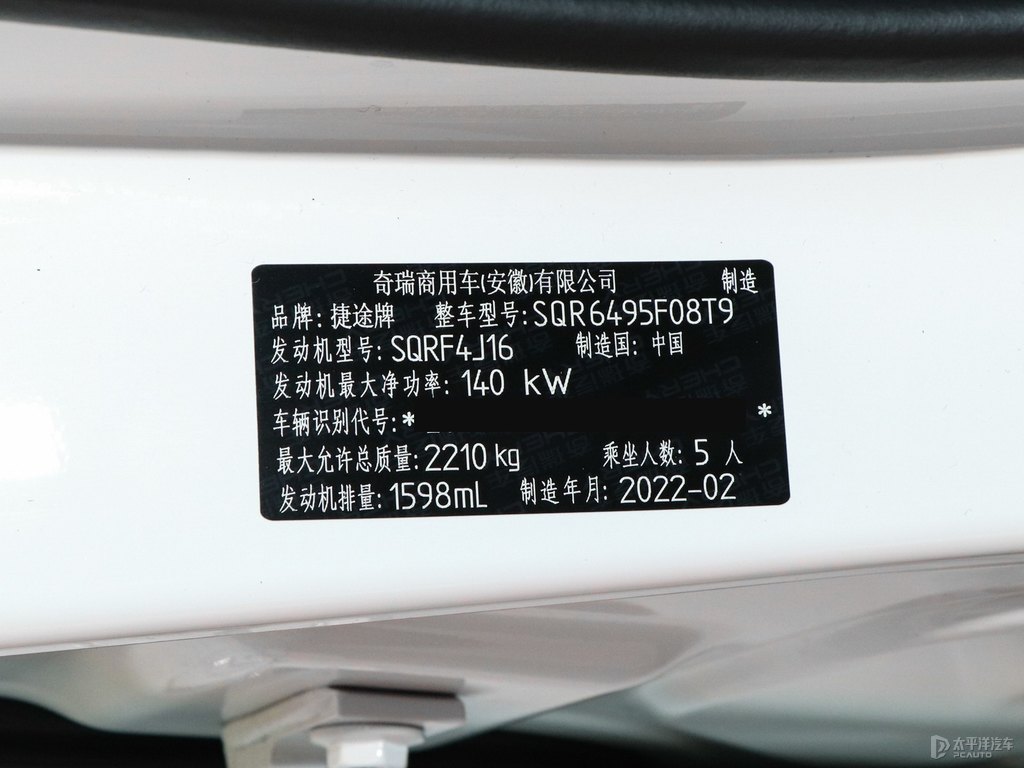 奇瑞商用车(安徽)有限公司 制造
品牌: 捷途牌 整车型号: SQR6495F08T9
发动机型号: SQRF4J16 制造国: 中国
发动机最大净功率: 140 kW
车辆识别代号: * *
最大允许总质量: 2210 kg 乘坐人数: 5 人
发动机排量: 1598mL 制造年月: 2022-02
太平洋汽车
PCAUTO